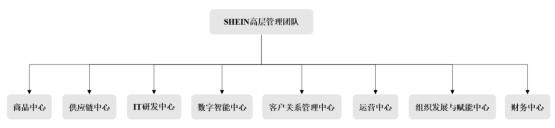 SHEIN高层管理团队
商品中心
供应链中心
IT研发中心
数字智能中心
客户关系管理中心
运营中心
组织发展与赋能中心
财务中心